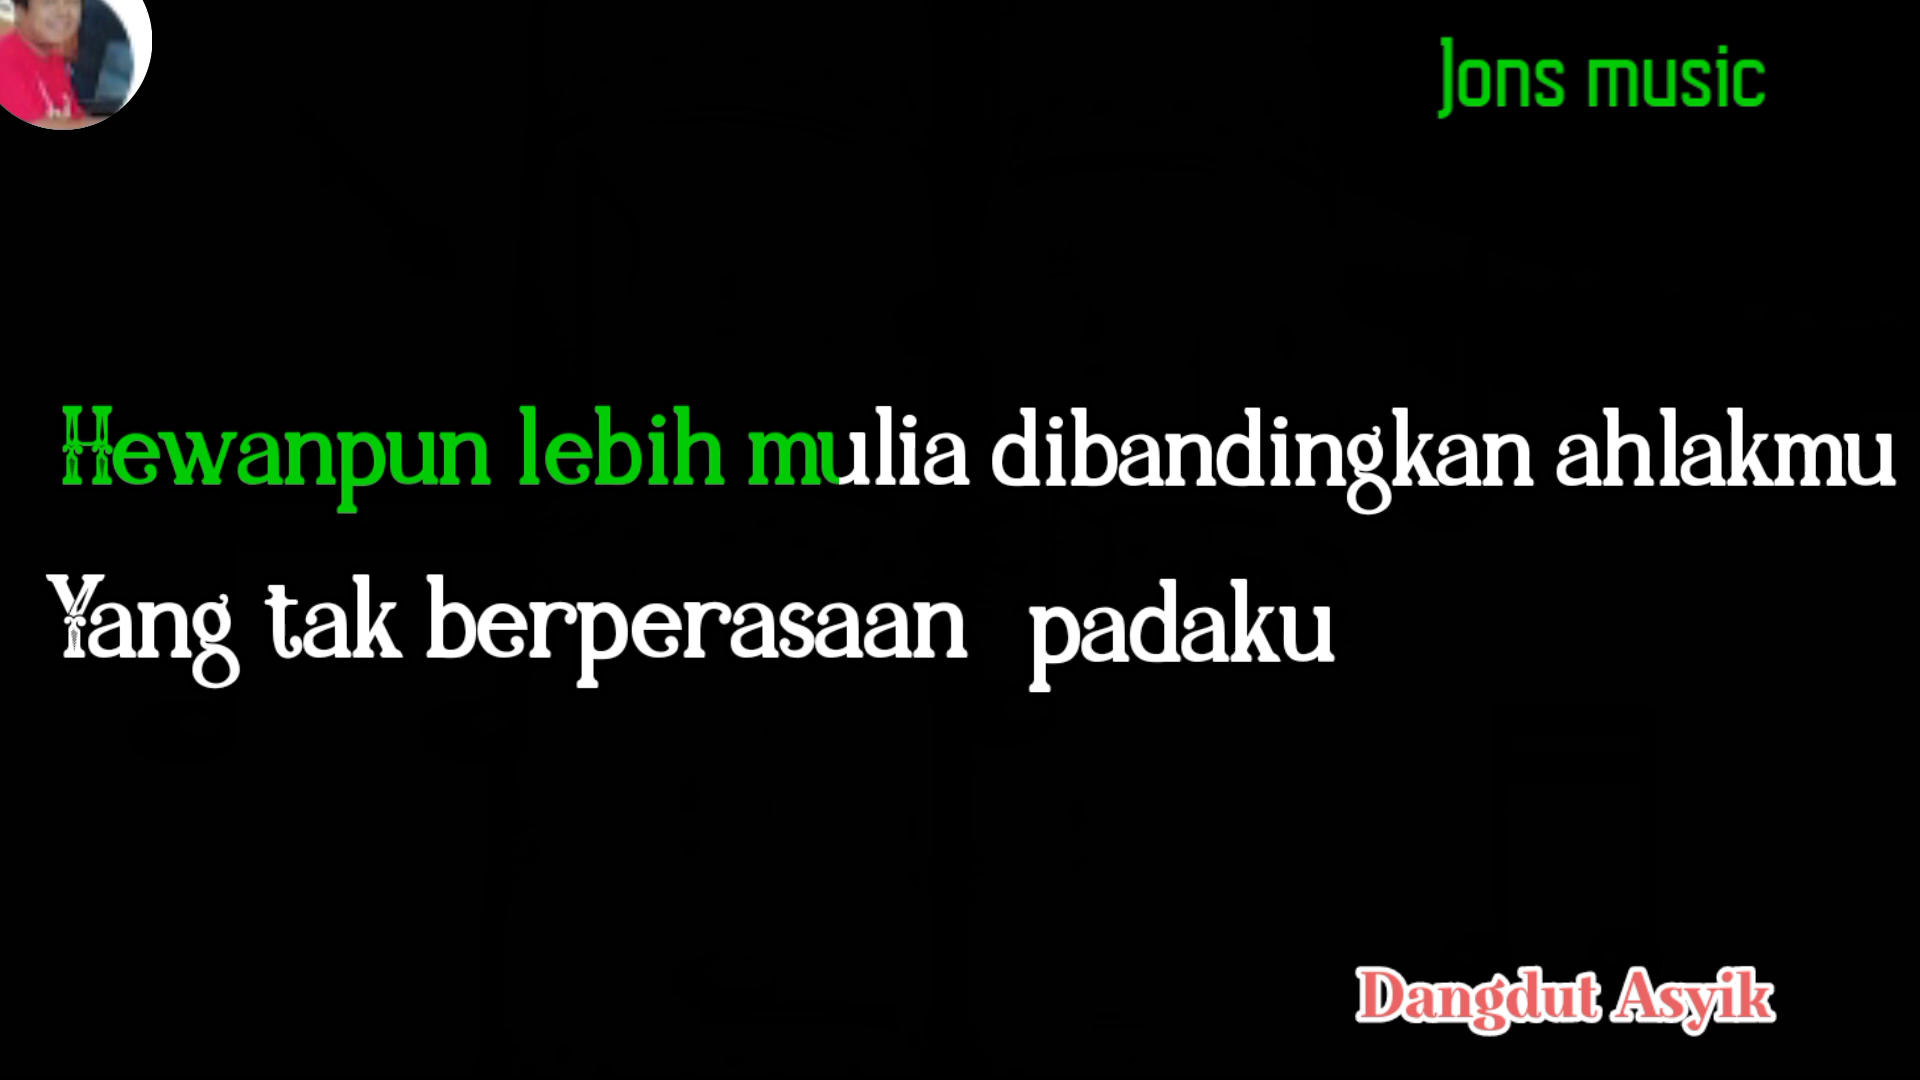 Jons music
Hewanpun lebih mulia dibandingkan ahlakmu
Yang tak berperasaan padaku
Dangdut Asyik